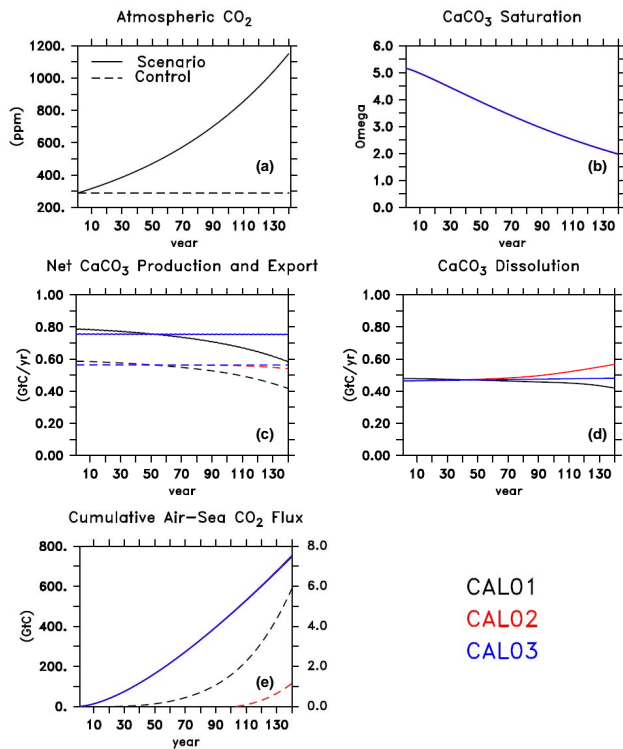 Atmospheric CO2
CaCO3 Saturation
1200.
1000.
800.
600.
400.
200.
(ppm)
Scenario
Control
(a)
10 30 50 70 90 110 130
year
6.0
5.0
4.0
3.0
2.0
1.0
0.0
Omega
(b)
10 30 50 70 90 110 130
year
Net CaCO3 Production and Export
CaCO3 Dissolution
1.00
0.80
0.60
0.40
0.20
0.00
(GtC/yr)
(c)
10 30 50 70 90 110 130
year
1.00
0.80
0.60
0.40
0.20
0.00
(GtC/yr)
(d)
10 30 50 70 90 110 130
year
Cumulative Air-Sea CO2 Flux
800.
600.
400.
200.
0.
(GtC)
8.0
6.0
4.0
2.0
0.0
(e)
10 30 50 70 90 110 130
year
CAL01
CAL02
CAL03